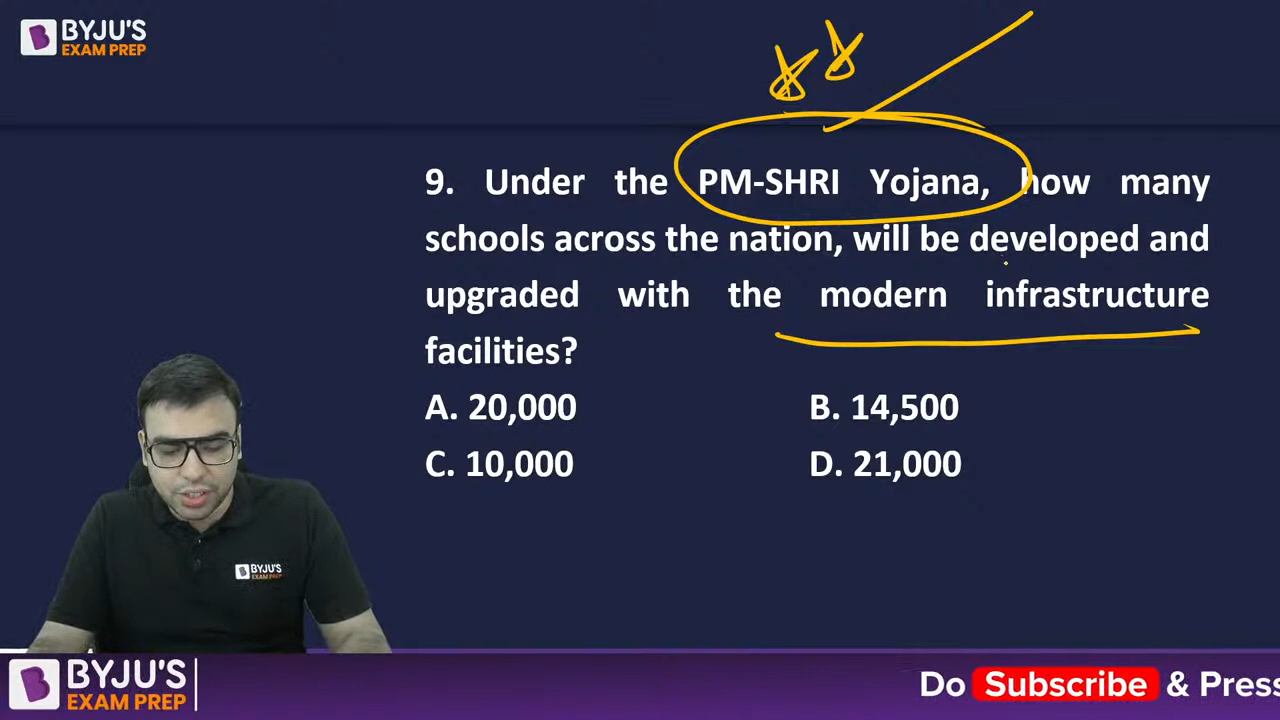 BYJU'S
EXAM PREP
9. Under the PM-SHRI Yojana, how many
schools across the nation, will be developed and
upgraded with the modern infrastructure
facilities?
A. 20,000 B. 14,500
C. 10,000 D. 21,000
BYJU'S
EXAM PREP
BYJU'S
EXAM PREP
Do Subscribe & Press